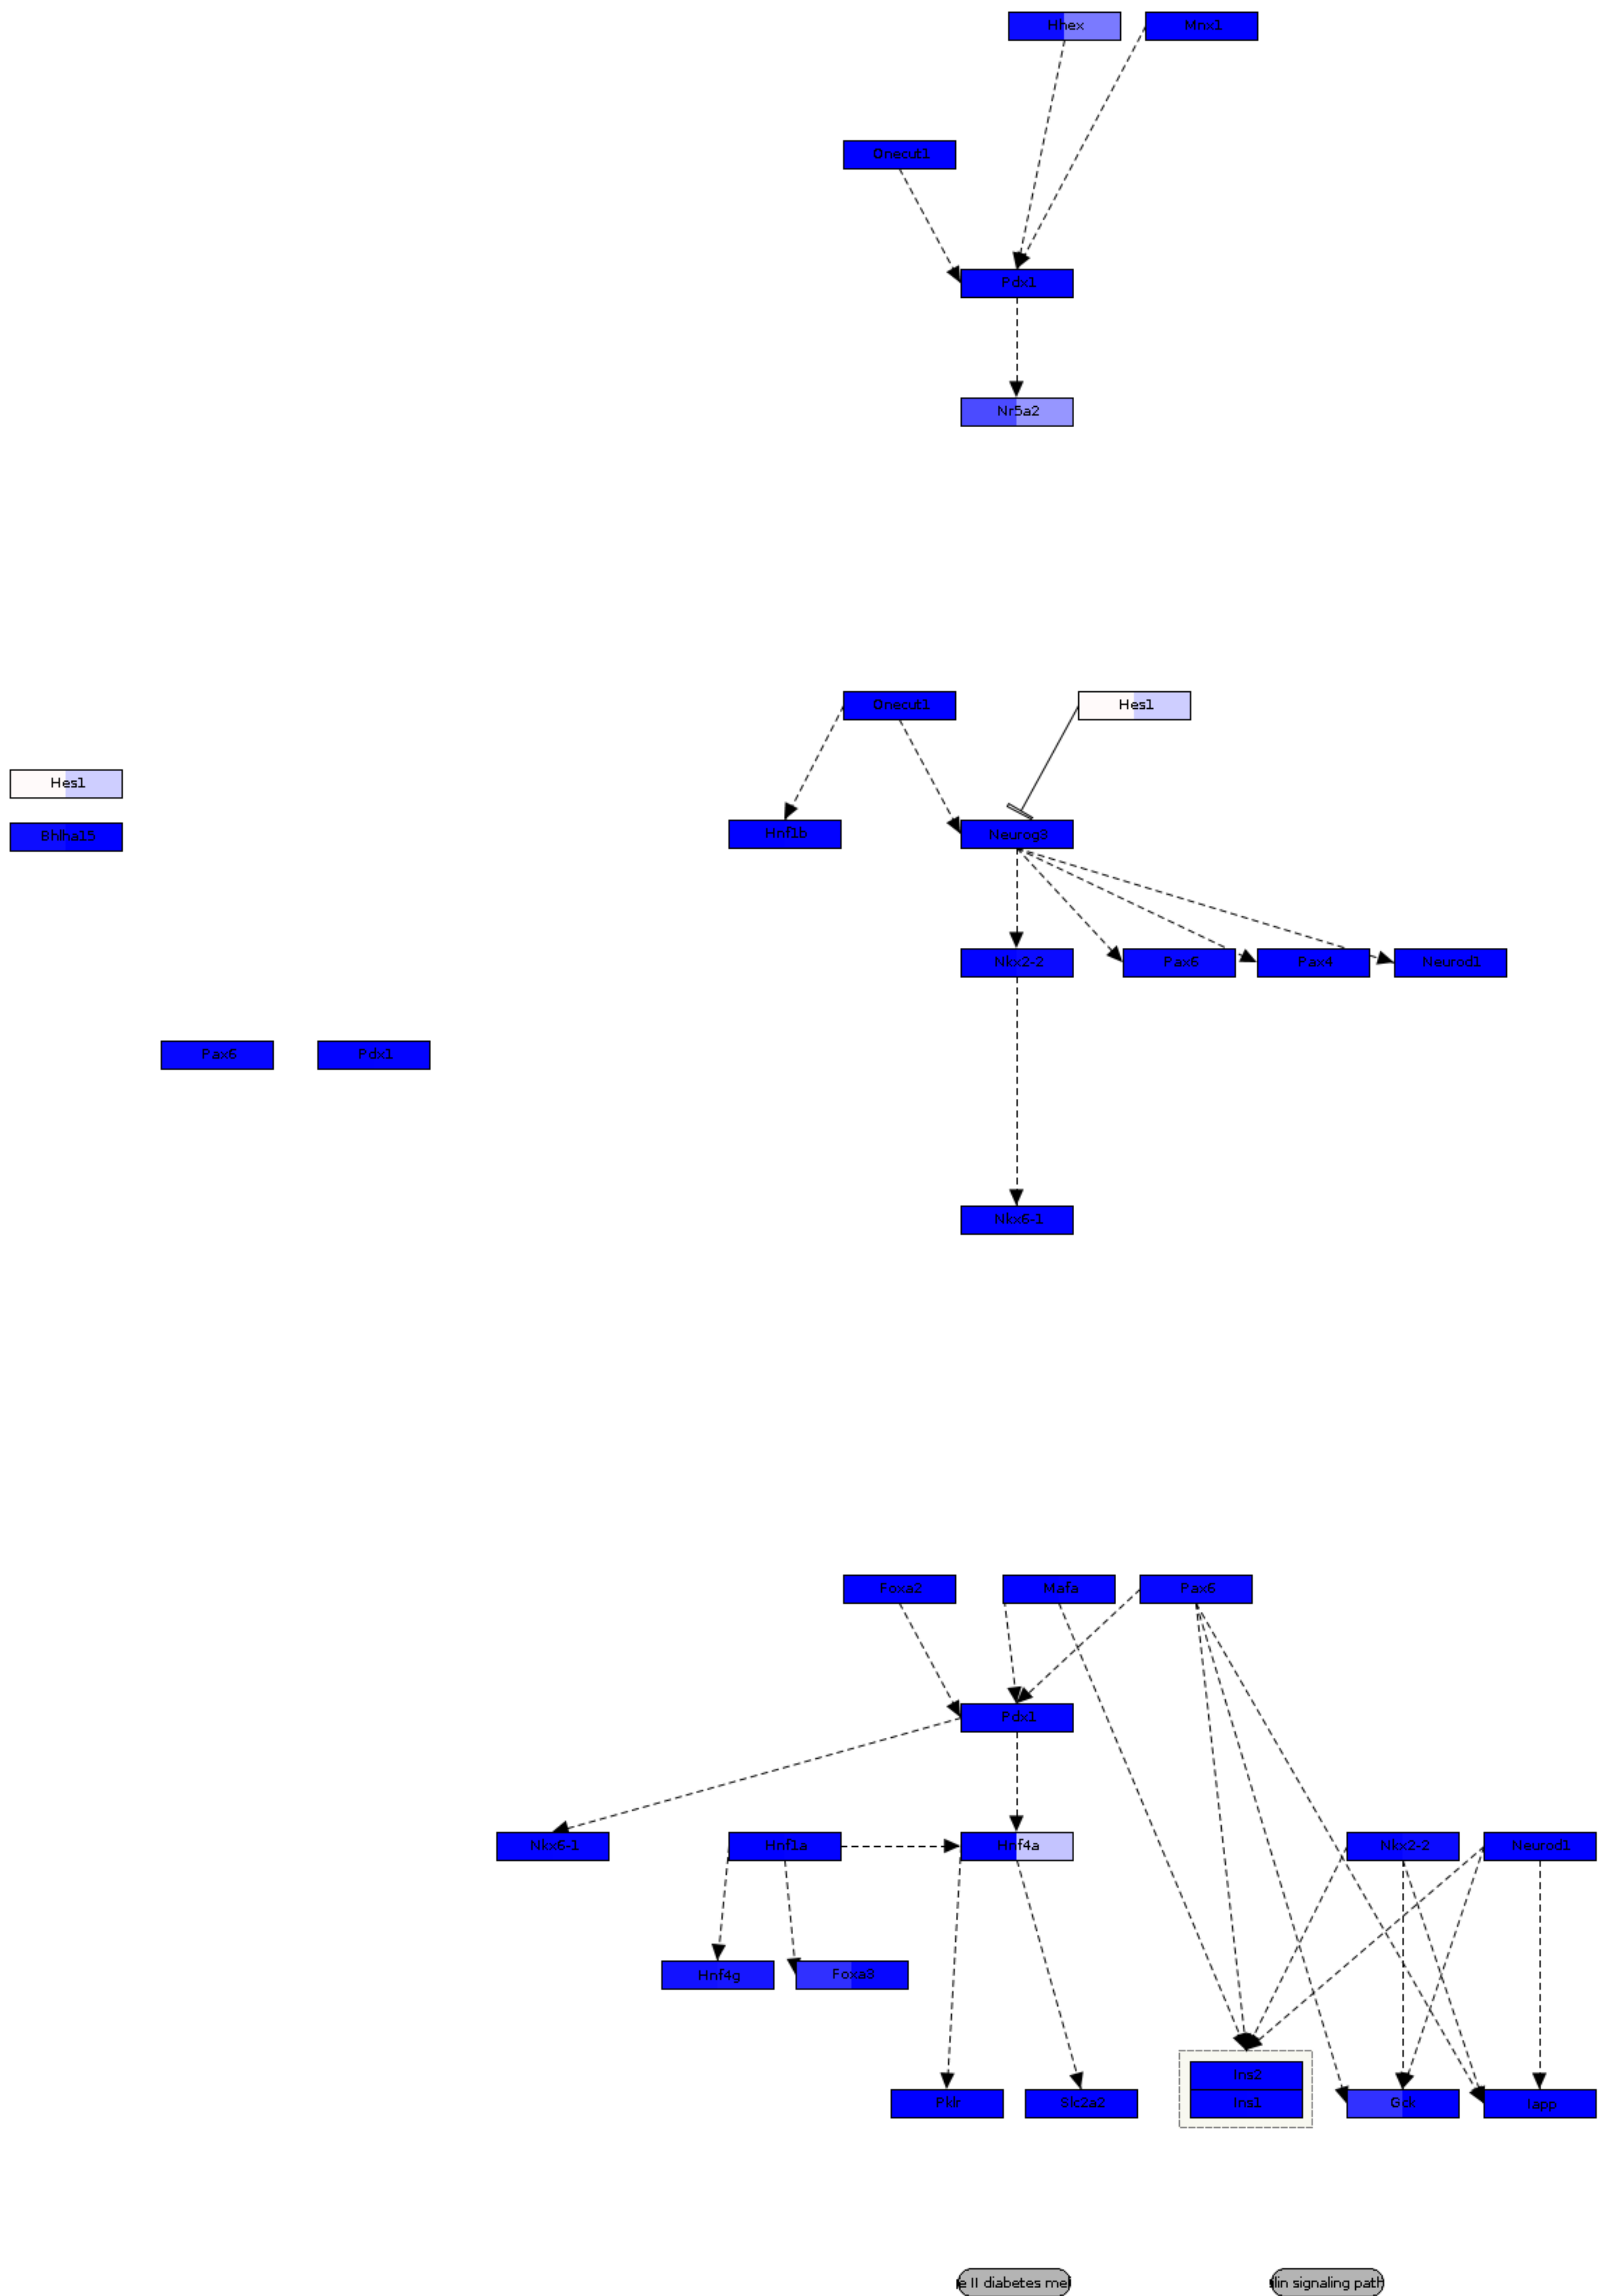 Hhex
Mnx1
Onecut1
Pdx1
Nr5a2
Onecut1
Hes1
Hes1
Bhlha15
Hnf1b
Neurog3
Nkx2-2
Pax6
Pax4
Neurod1
Pax6
Pdx1
Nkx6-1
Foxa2
Mafa
Pax6
Pdx1
Nkx6-1
Hnf1a
Hnf4a
Nkx2-2
Neurod1
Hnf4g
Foxa3
Ins2
Pklr
Slc2a2
Ins1
Gck
Iapp
e II diabetes mel
lin signaling path